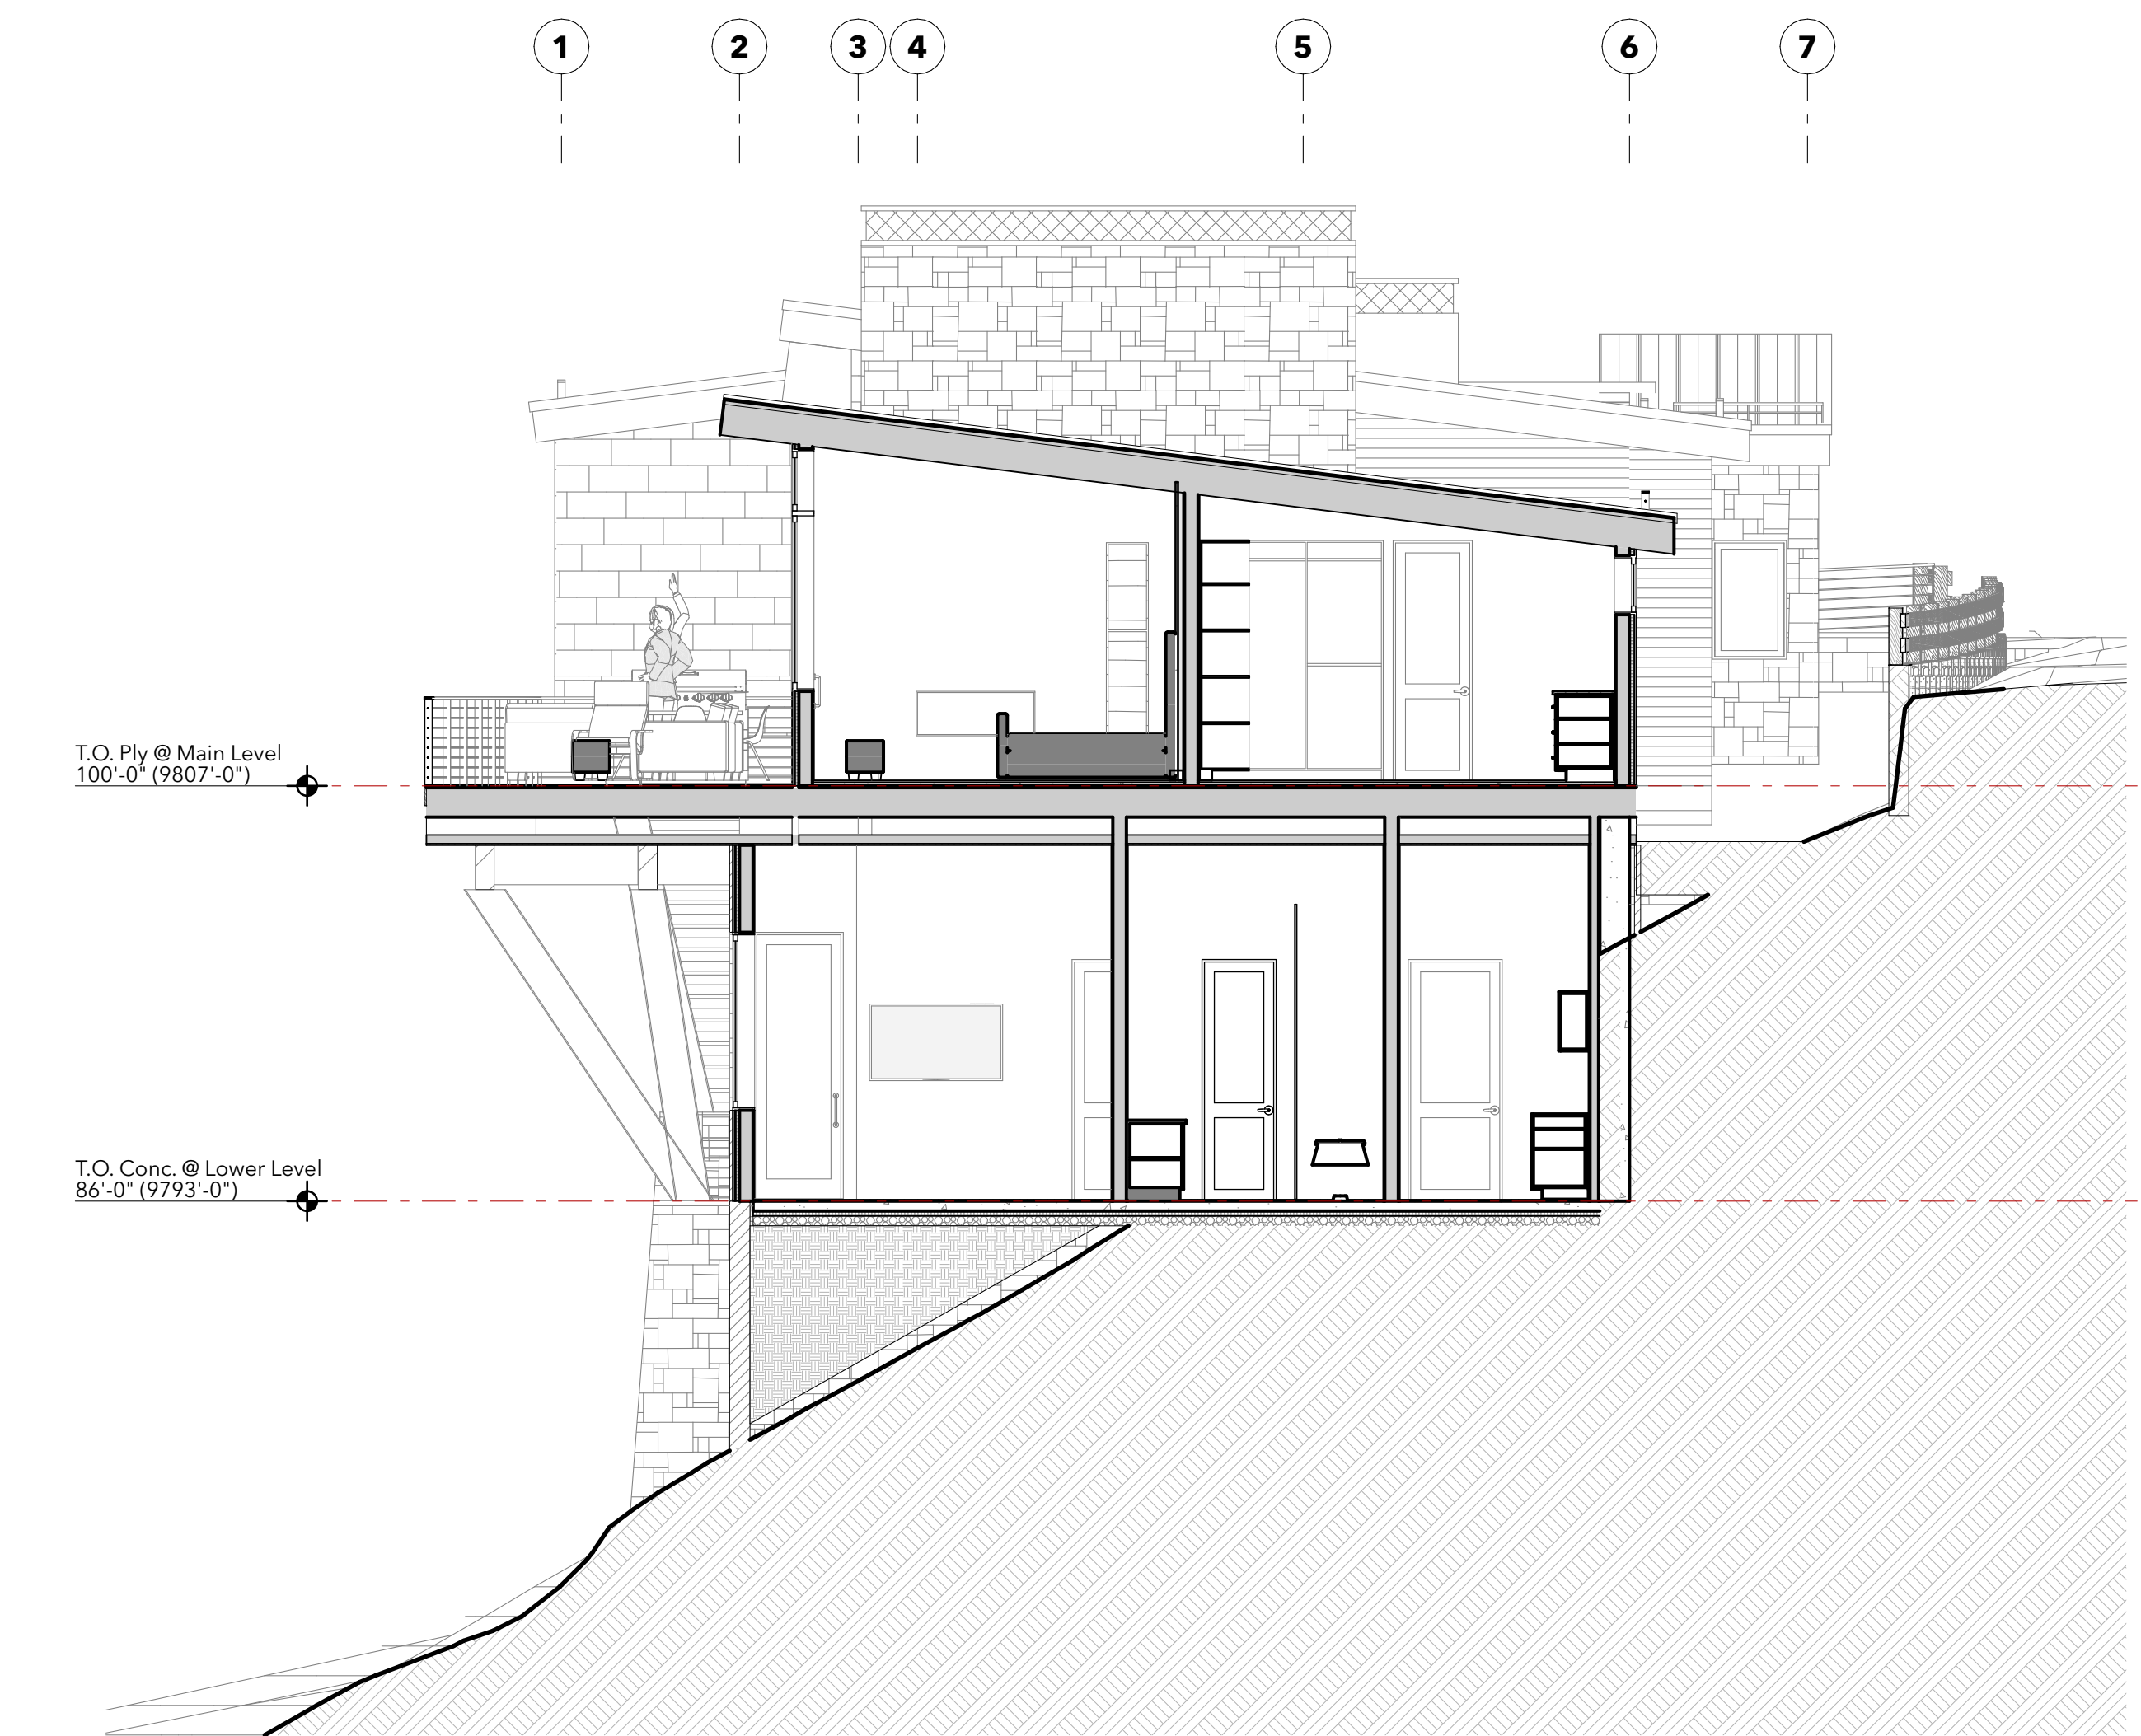 1 2 3 4 5 6 7
T.O. Ply @ Main Level
100'-0" (9807'-0")
T.O. Conc. @ Lower Level
86'-0" (9793'-0")